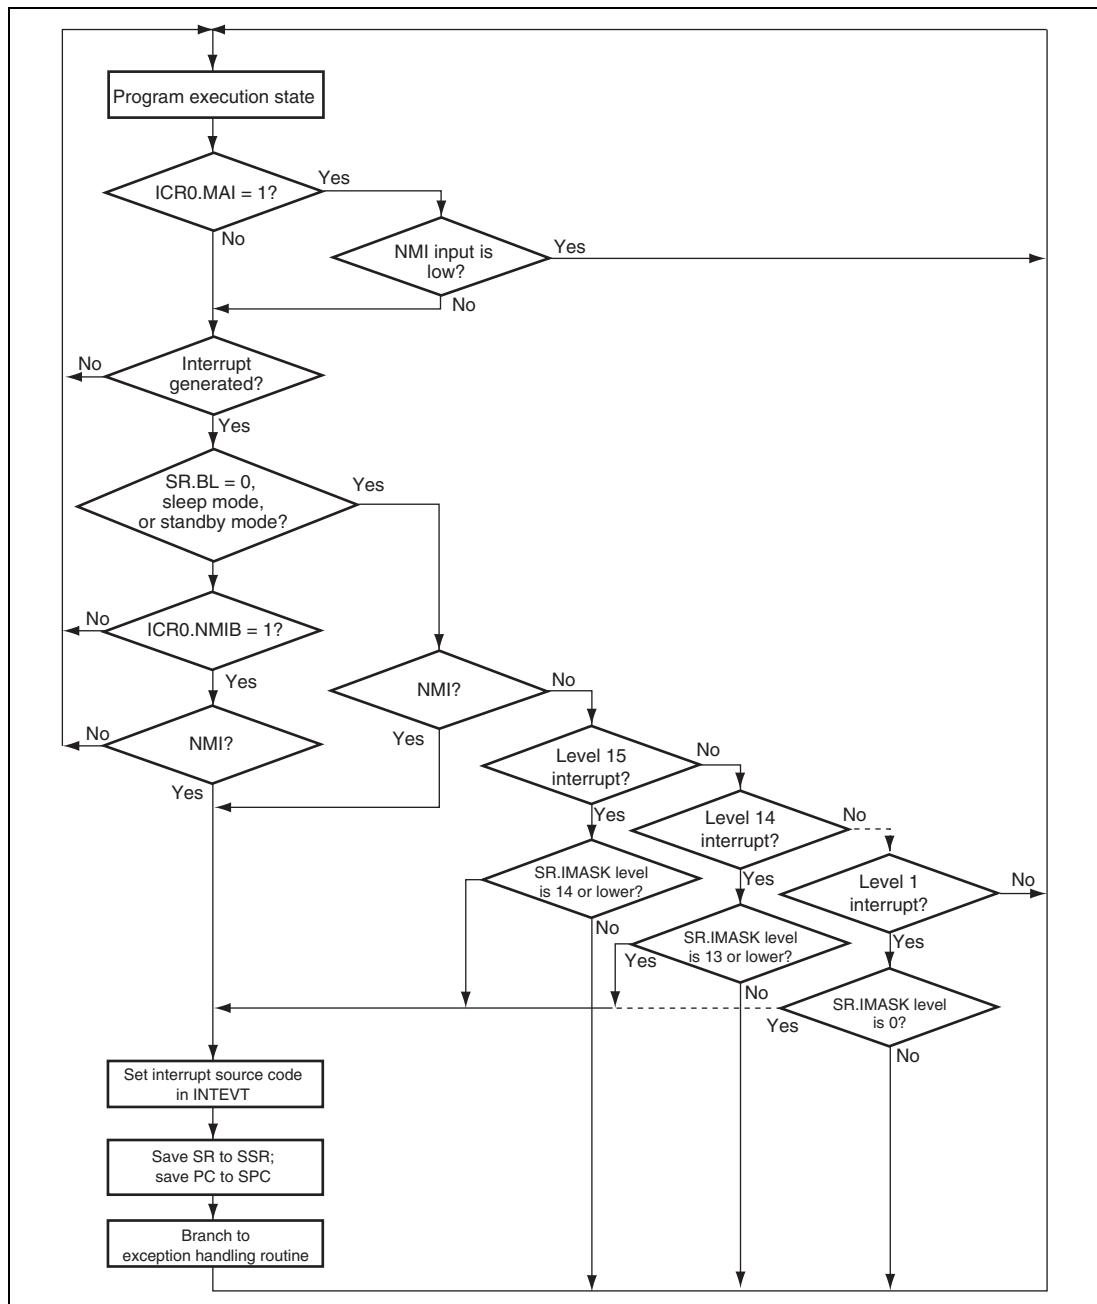 Program execution state
ICR0.MAI = 1?
Yes
No
NMI input is
low?
Yes
No
Interrupt
generated?
No
Yes
SR.BL = 0,
sleep mode,
or standby mode?
Yes
ICR0.NMIB = 1?
No
Yes
NMI?
No
Yes
NMI?
No
Yes
Level 15
interrupt?
No
Yes
Level 14
interrupt?
No
Yes
Level 1
interrupt?
No
Yes
SR.IMASK level
is 14 or lower?
No
SR.IMASK level
is 13 or lower?
Yes
No
SR.IMASK level
is 0?
Yes
No
Set interrupt source code
in INTEVT
Save SR to SSR;
save PC to SPC
Branch to
exception handling routine